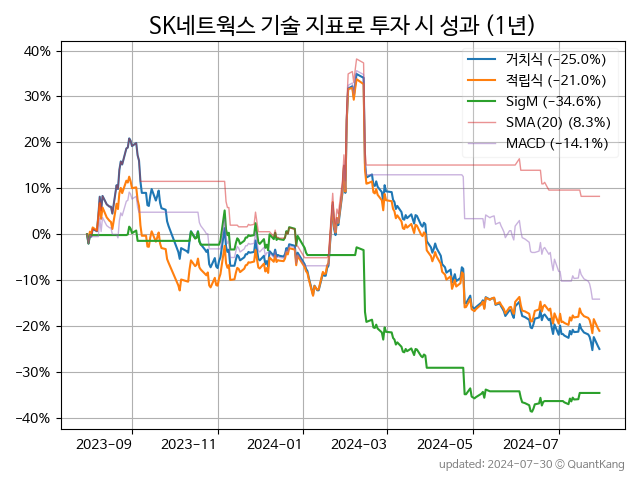 SK네트웍스 기술 지표로 투자 시 성과 (1년)
40%
30%
20%
10%
0%
−10%
−20%
−30%
−40%
거치식 (−25.0%)
적립식 (−21.0%)
SigM (−34.6%)
SMA(20) (8.3%)
MACD (−14.1%)
2023-09
2023-11
2024-01
2024-03
2024-05
2024-07
updated: 2024-07-30 © QuantKang